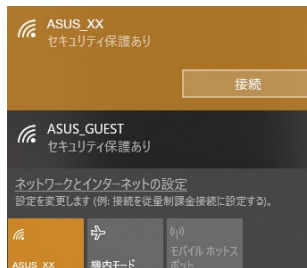 ASUS_XX
セキュリティ保護あり
接続
ASUS_GUEST
セキュリティ保護あり
ネットワークとインターネットの設定
設定を変更します (例: 接続を従量制課金接続に設定する)。
ASUS_XX
機内モード
モバイル ホットス
ポット